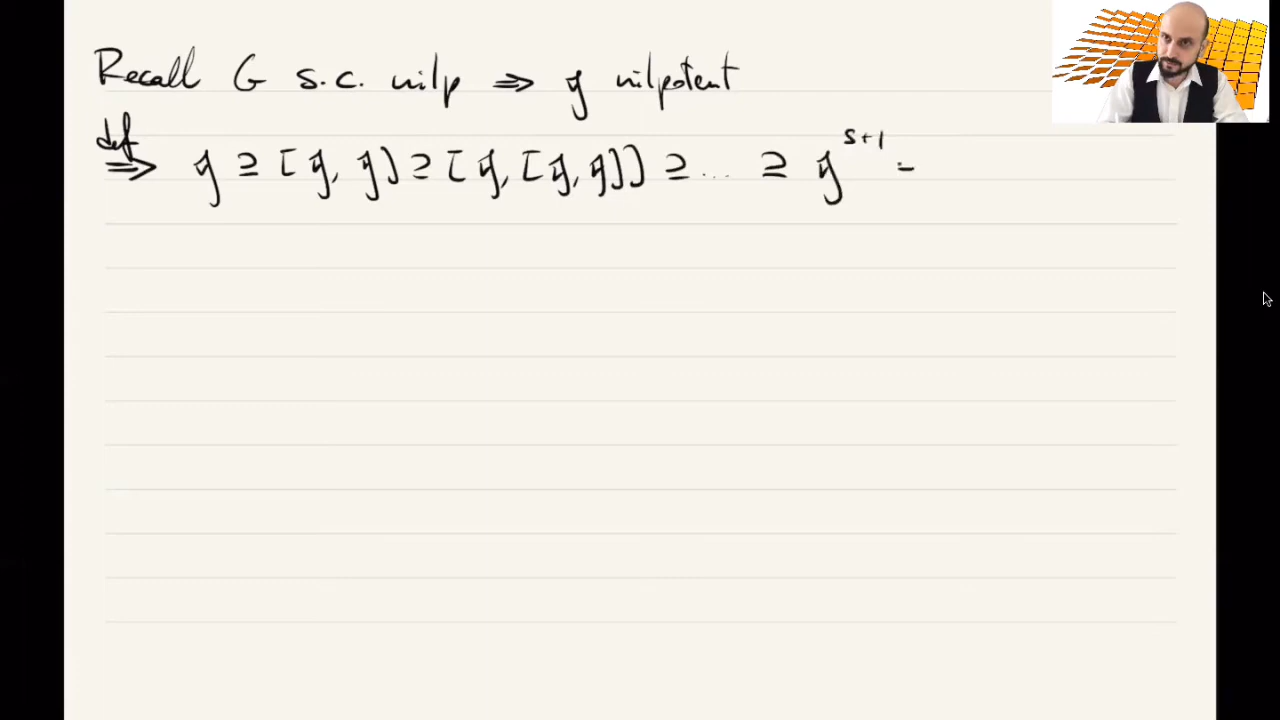 Recall G s.c. nilp ⇒ 𝔤 nilpotent
def ⇒ 𝔤 ⊇ [𝔤, 𝔤] ⊇ [𝔤, [𝔤, 𝔤]] ⊇ ... ⊇ 𝔤^{s+1} =